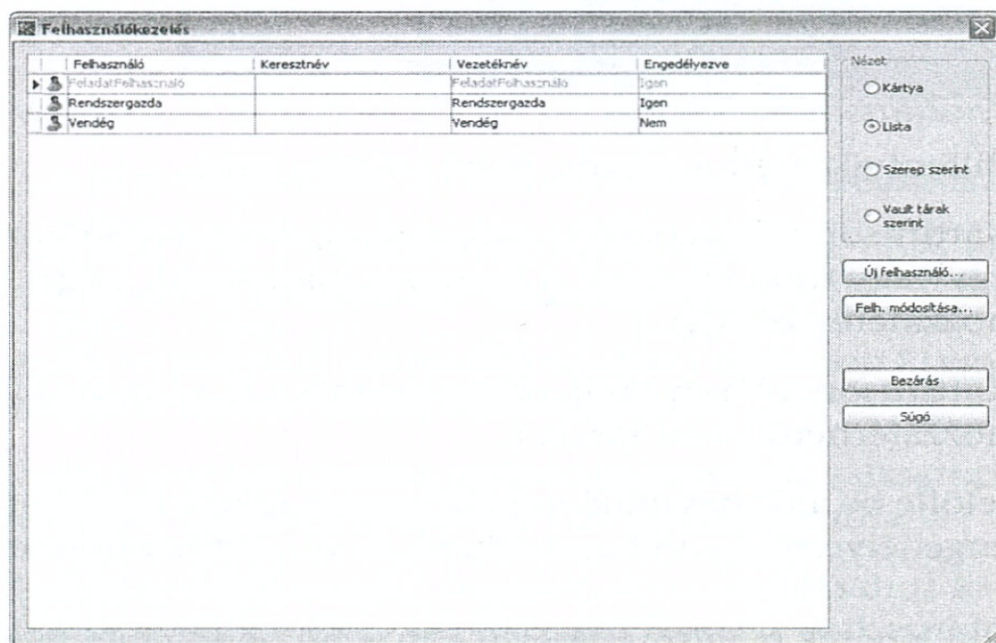 Felhasználókezelés
Felhasználó Keresztnév Vezetéknév Engedélyezve
FeladatFelhasználó FeladatFelhasználó Igen
Rendszergazda Rendszergazda Igen
Vendég Vendég Nem
Nézet
Kártya
Lista
Szerep szerint
Vault tárak
szerint
Új felhasználó...
Felh. módosítása...
Bezárás
Súgó